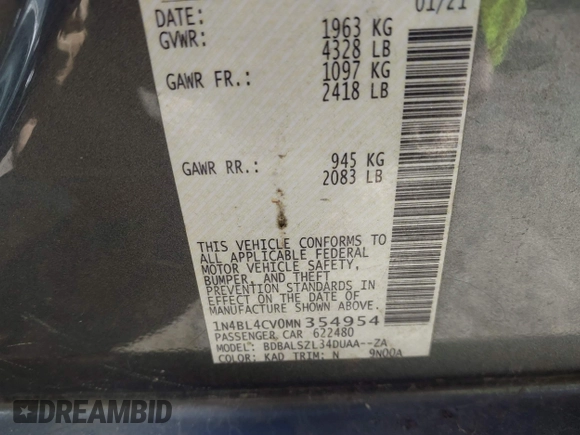 DATE: 01/21
GVWR: 1963 KG
4328 LB
GAWR FR.: 1097 KG
2418 LB
GAWR RR.: 945 KG
2083 LB
THIS VEHICLE CONFORMS TO
ALL APPLICABLE FEDERAL
MOTOR VEHICLE SAFETY,
BUMPER, AND THEFT
PREVENTION STANDARDS IN
EFFECT ON THE DATE OF
MANUFACTURE SHOWN ABOVE.
1N4BL4CV0MN354954
PASSENGER CAR 622480
MODEL: BDBALSZL34DUAA--ZA
COLOR: KAD TRIM: N 9N00A
DREAMBID